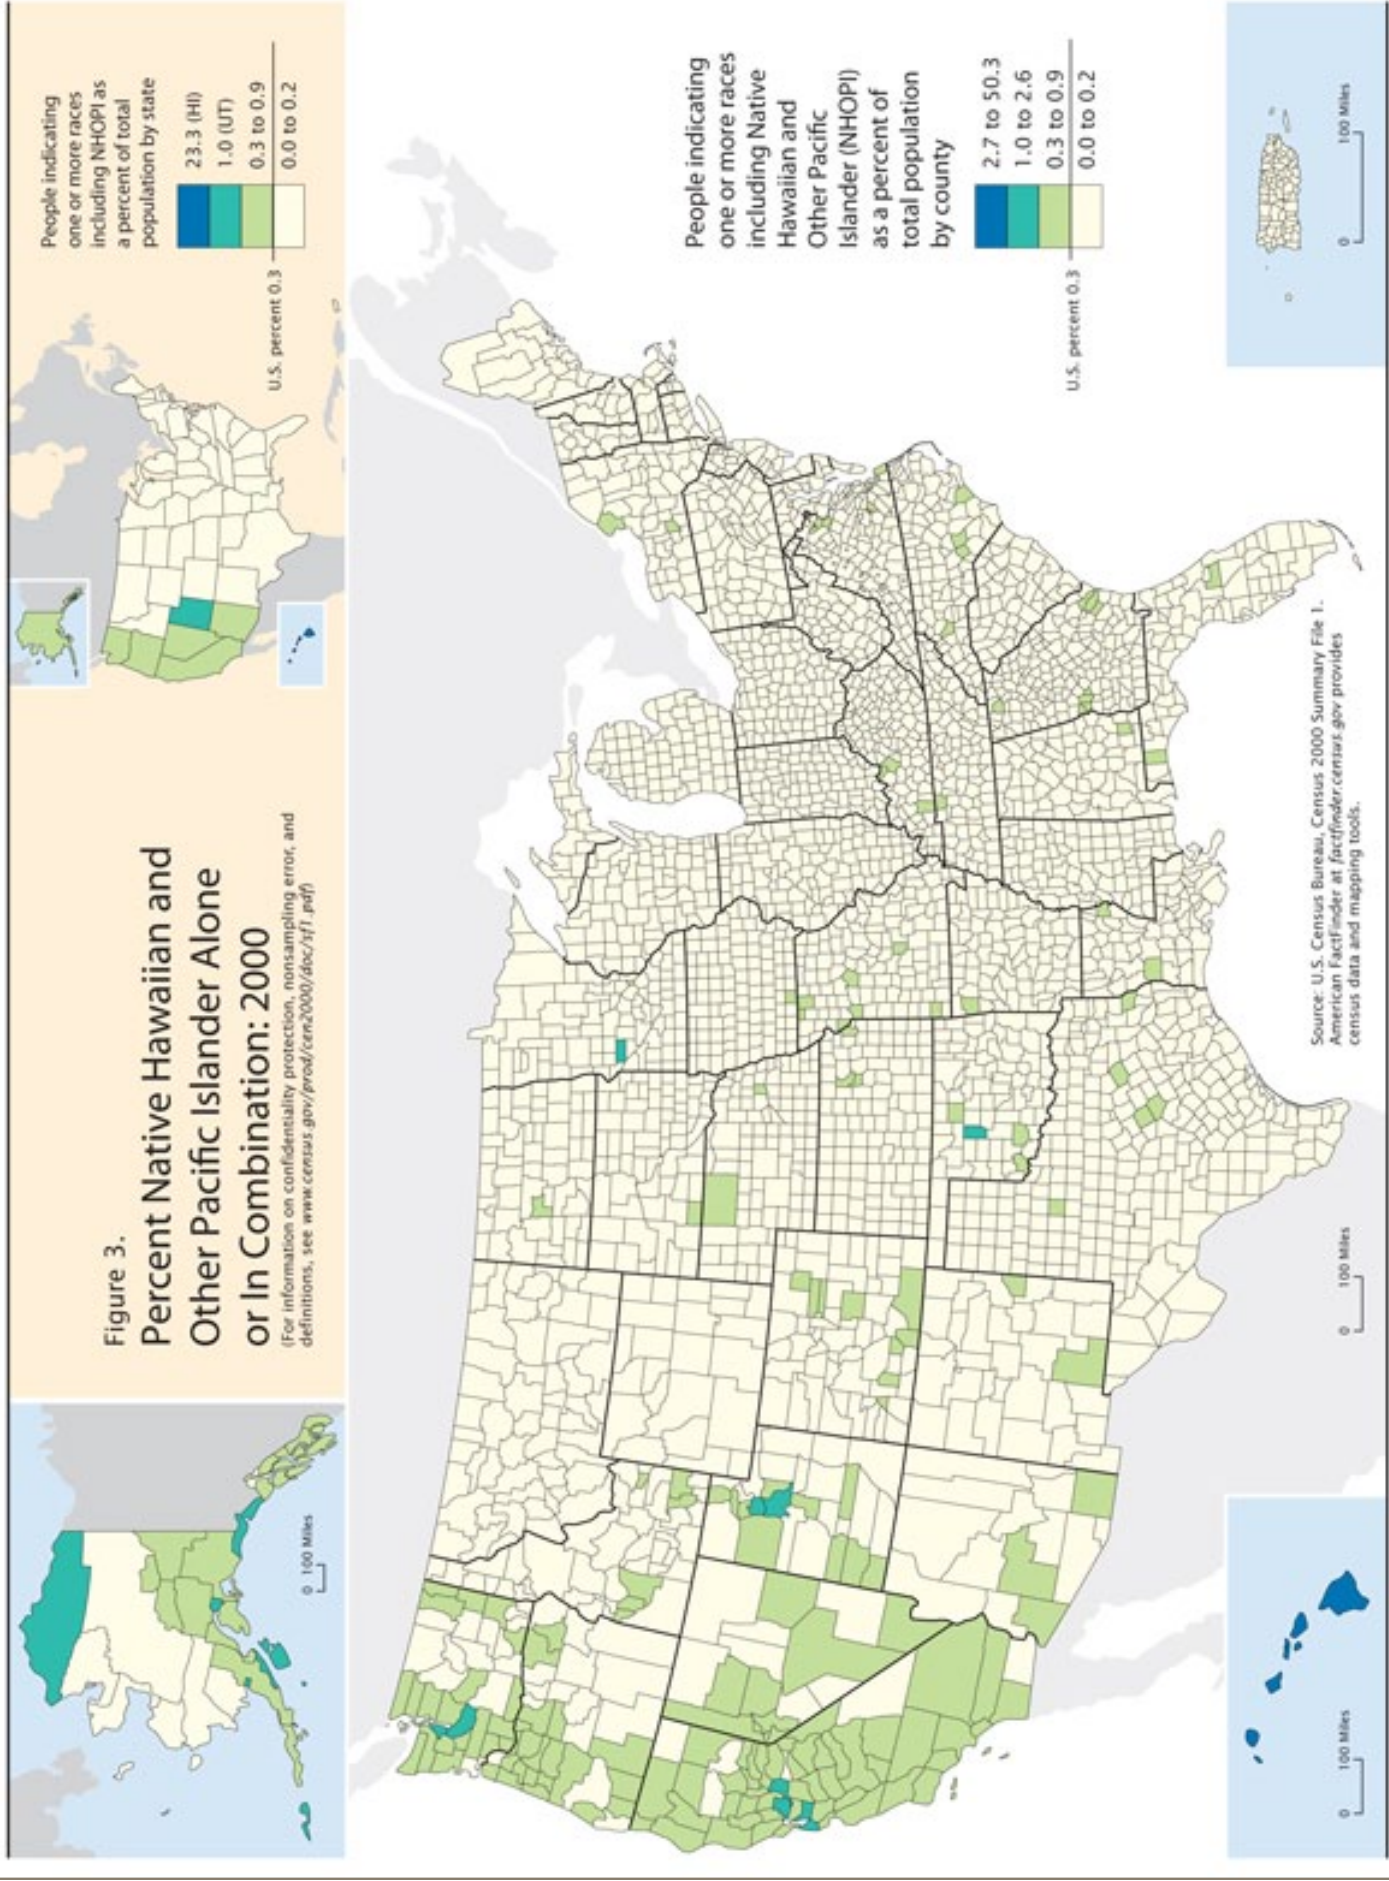 Figure 3.
Percent Native Hawaiian and
Other Pacific Islander Alone
or In Combination: 2000
(For information on confidentiality protection, nonsampling error, and
definitions, see www.census.gov/prod/cen2000/doc/sf1.pdf)
0 100 Miles
People indicating
one or more races
including NHOPI as
a percent of total
population by state
23.3 (HI)
1.0 (UT)
0.3 to 0.9
U.S. percent 0.3
0.0 to 0.2
People indicating
one or more races
including Native
Hawaiian and
Other Pacific
Islander (NHOPI)
as a percent of
total population
by county
2.7 to 50.3
1.0 to 2.6
0.3 to 0.9
U.S. percent 0.3
0.0 to 0.2
Source: U.S. Census Bureau, Census 2000 Summary File 1.
American FactFinder at factfinder.census.gov provides
census data and mapping tools.
0 100 Miles
0 100 Miles
0 100 Miles